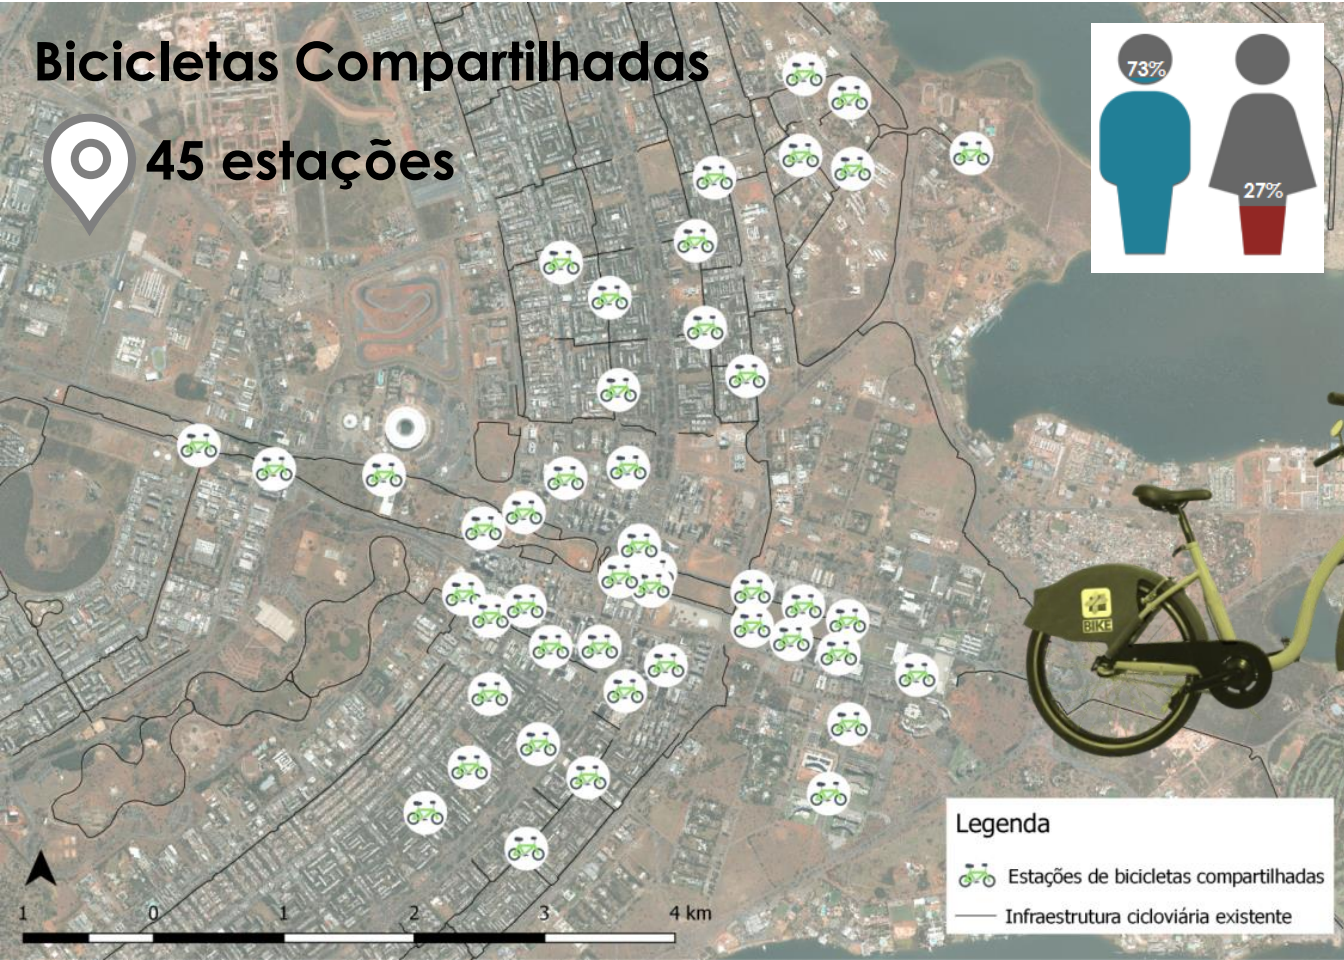 Bicicletas Compartilhadas
45 estações
73%
27%
BIKE
Legenda
Estações de bicicletas compartilhadas
Infraestrutura cicloviária existente
1 0 1 2 3 4 km